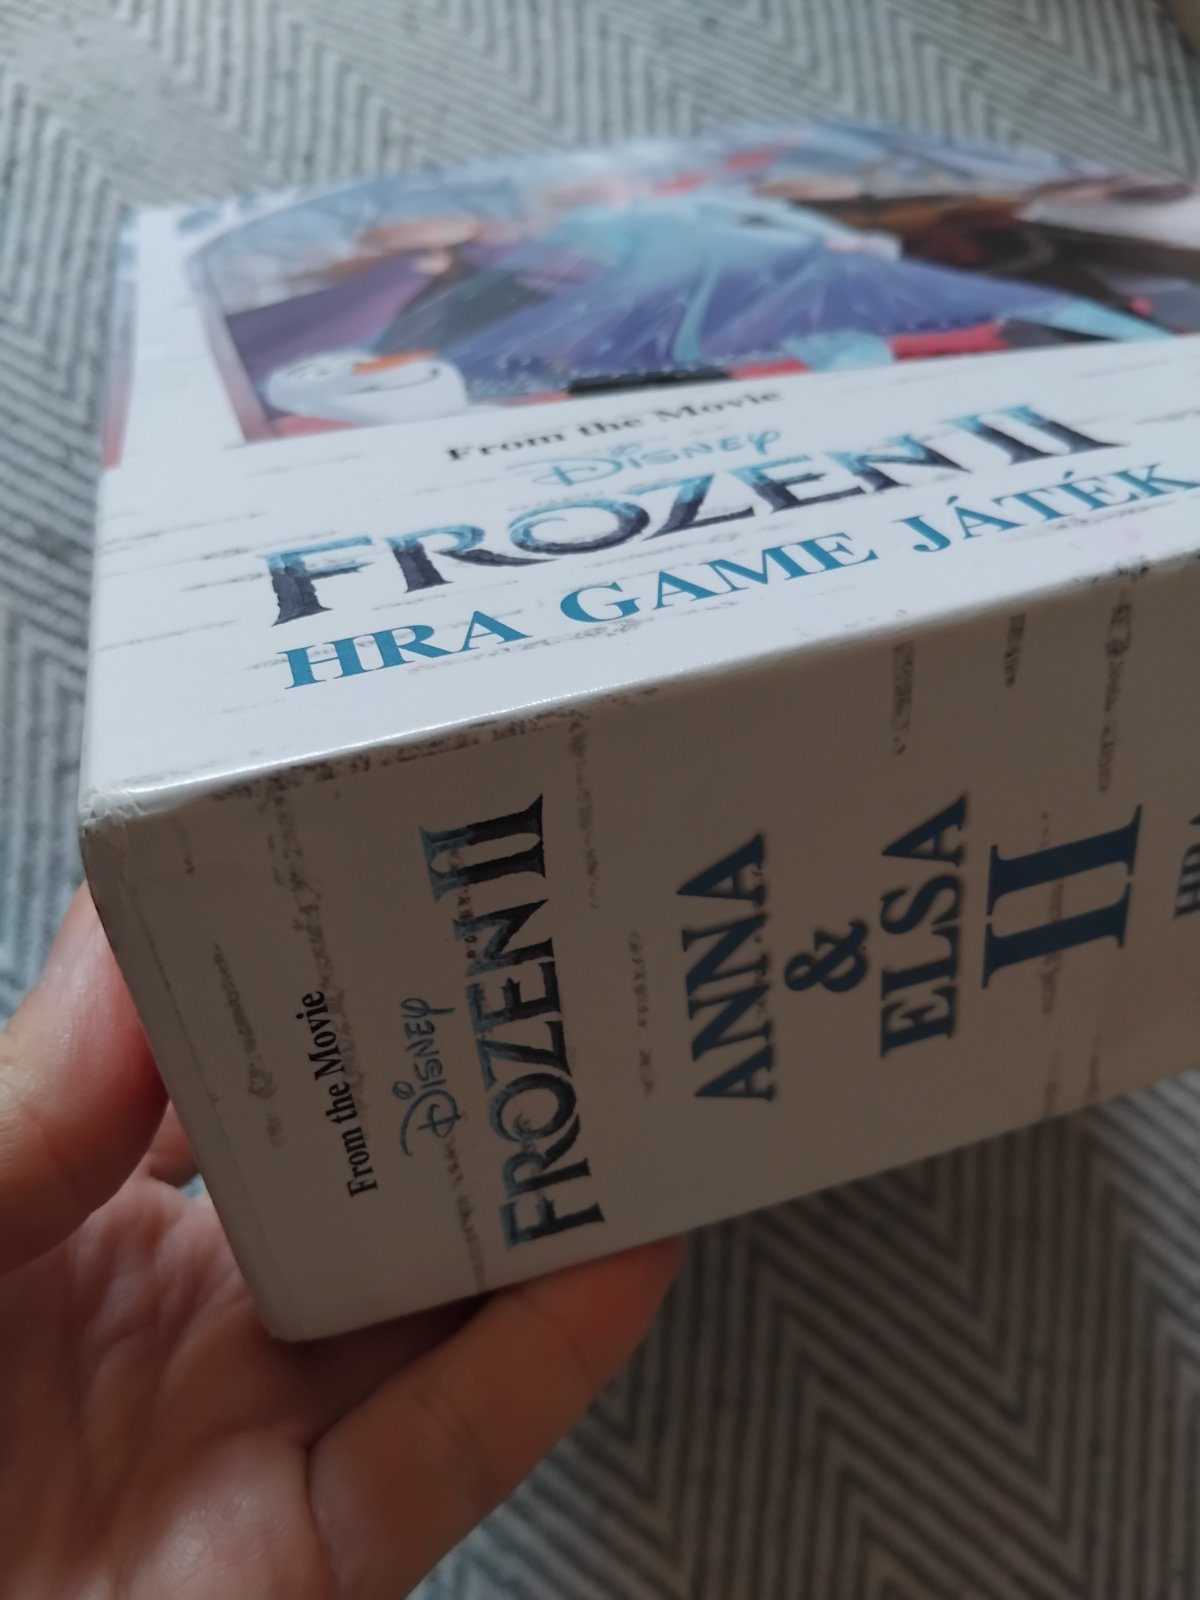 From the Movie
Disney
FROZEN II
HRA GAME JÁTÉK
From the Movie
Disney
FROZEN II
ANNA
&
ELSA
II